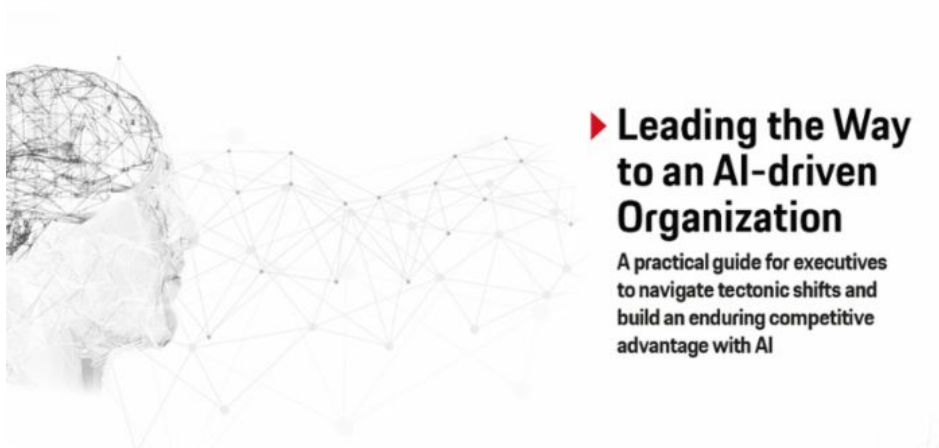 Leading the Way
to an AI-driven
Organization
A practical guide for executives
to navigate tectonic shifts and
build an enduring competitive
advantage with AI